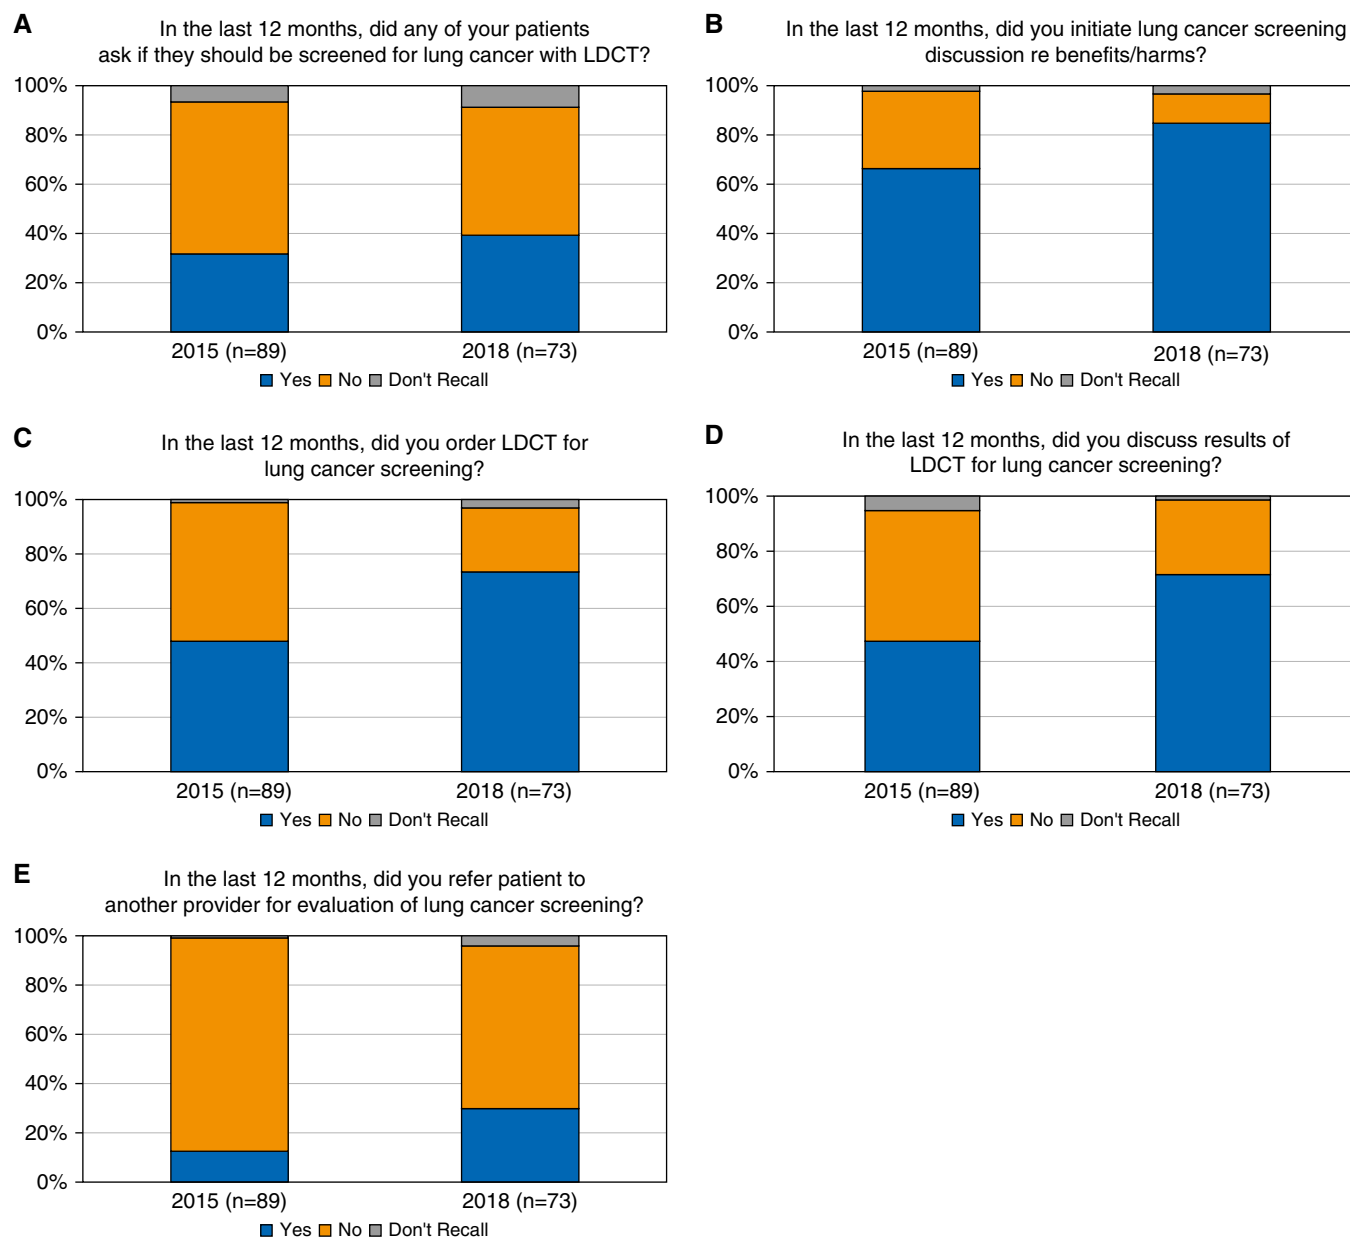 A
In the last 12 months, did any of your patients
ask if they should be screened for lung cancer with LDCT?
100%
80%
60%
40%
20%
0%
2015 (n=89)
2018 (n=73)
Yes No Don't Recall
B
In the last 12 months, did you initiate lung cancer screening
discussion re benefits/harms?
100%
80%
60%
40%
20%
0%
2015 (n=89)
2018 (n=73)
Yes No Don't Recall
C
In the last 12 months, did you order LDCT for
lung cancer screening?
100%
80%
60%
40%
20%
0%
2015 (n=89)
2018 (n=73)
Yes No Don't Recall
D
In the last 12 months, did you discuss results of
LDCT for lung cancer screening?
100%
80%
60%
40%
20%
0%
2015 (n=89)
2018 (n=73)
Yes No Don't Recall
E
In the last 12 months, did you refer patient to
another provider for evaluation of lung cancer screening?
100%
80%
60%
40%
20%
0%
2015 (n=89)
2018 (n=73)
Yes No Don't Recall